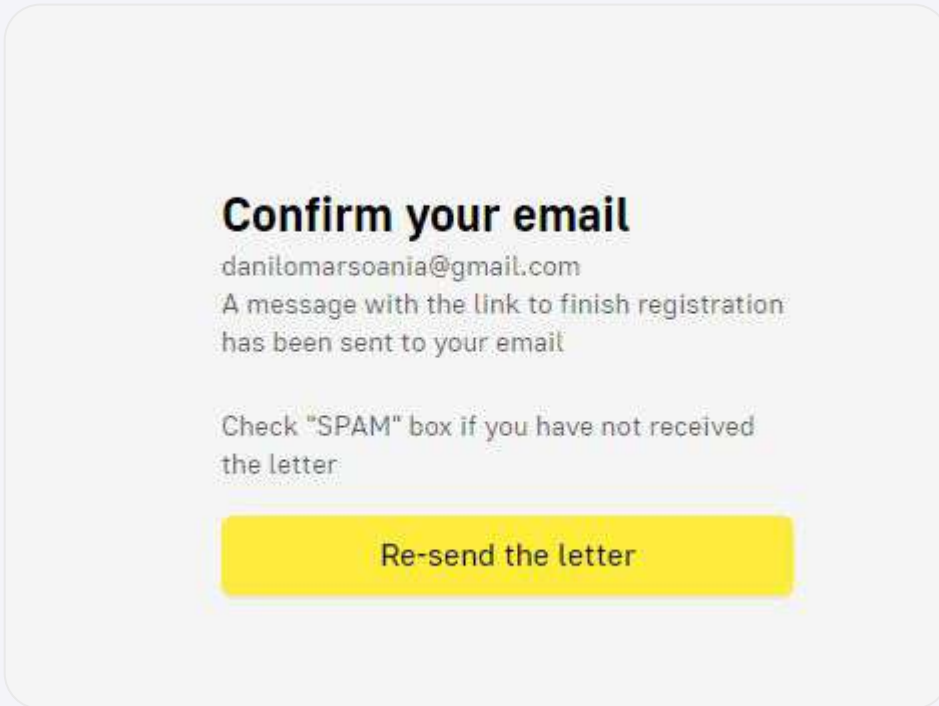 Confirm your email
danilomarsoania@gmail.com
A message with the link to finish registration
has been sent to your email
Check "SPAM" box if you have not received
the letter
Re-send the letter